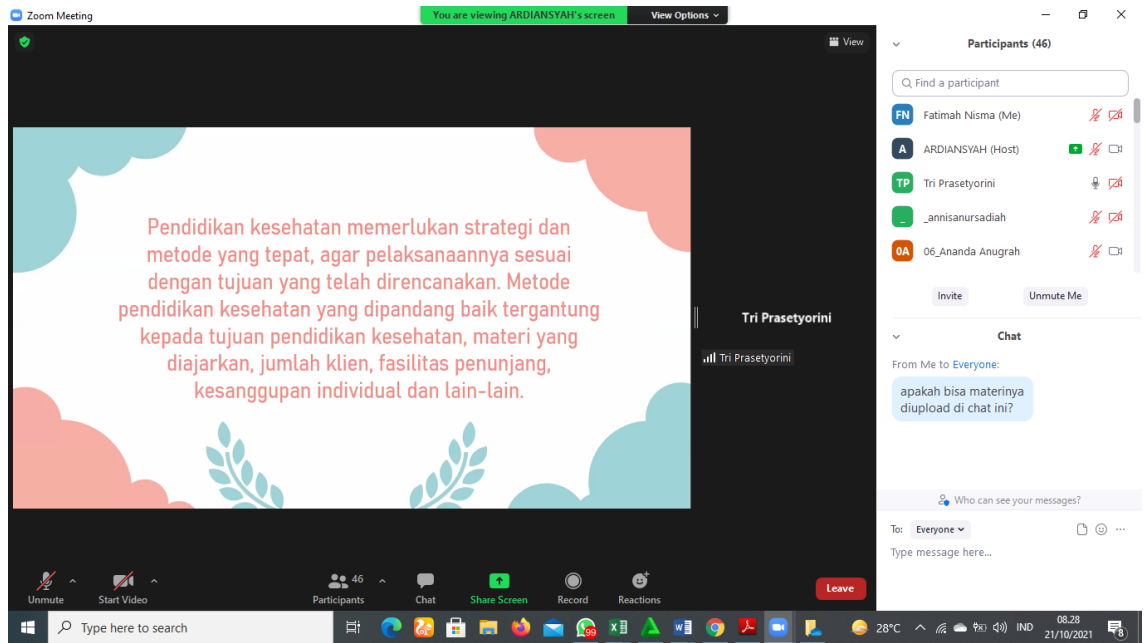 Zoom Meeting
You are viewing ARDIANSYAH's screen
View Options
View
Participants (46)
Find a participant
FN Fatimah Nisma (Me)
A ARDIANSYAH (Host)
TP Tri Prasetyorini
_ _annisanursadiah
0A 06_Ananda Anugrah
Invite Unmute Me
Pendidikan kesehatan memerlukan strategi dan
metode yang tepat, agar pelaksanaannya sesuai
dengan tujuan yang telah direncanakan. Metode
pendidikan kesehatan yang dipandang baik tergantung
kepada tujuan pendidikan kesehatan, materi yang
diajarkan, jumlah klien, fasilitas penunjang,
kesanggupan individual dan lain-lain.
Tri Prasetyorini
Tri Prasetyorini
Chat
From Me to Everyone:
apakah bisa materinya
diupload di chat ini?
Who can see your messages?
To: Everyone
Type message here...
Unmute
Start Video
46
Participants
Chat
Share Screen
Record
Reactions
Leave
Type here to search
99
28°C
IND
08.28
21/10/2021
8